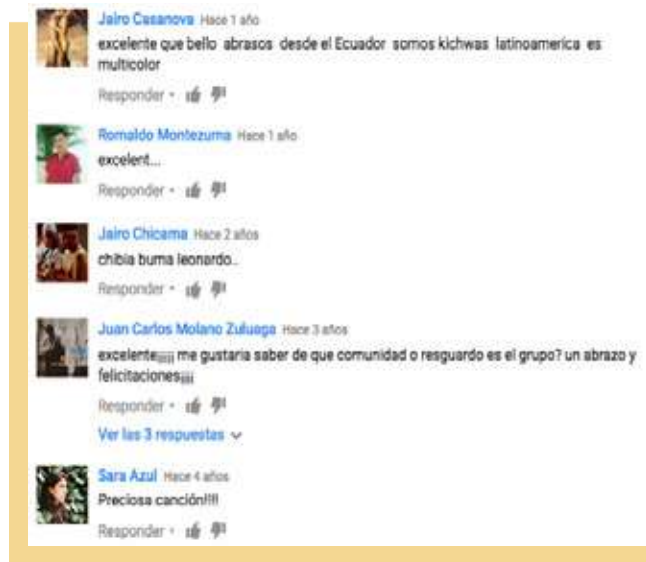 Jairo Casanova Hace 1 año
excelente que bello abrasos desde el Ecuador somos kichwas latinoamerica es
multicolor
Responder •
Romaldo Montezuma Hace 1 año
excelent...
Responder •
Jairo Chicama Hace 2 años
chibia buma leonardo..
Responder •
Juan Carlos Molano Zuluaga Hace 3 años
excelente¡¡¡¡¡ me gustaria saber de que comunidad o resguardo es el grupo? un abrazo y
felicitaciones¡¡¡¡
Responder •
Ver las 3 respuestas
Sara Azul Hace 4 años
Preciosa canción!!!!
Responder •